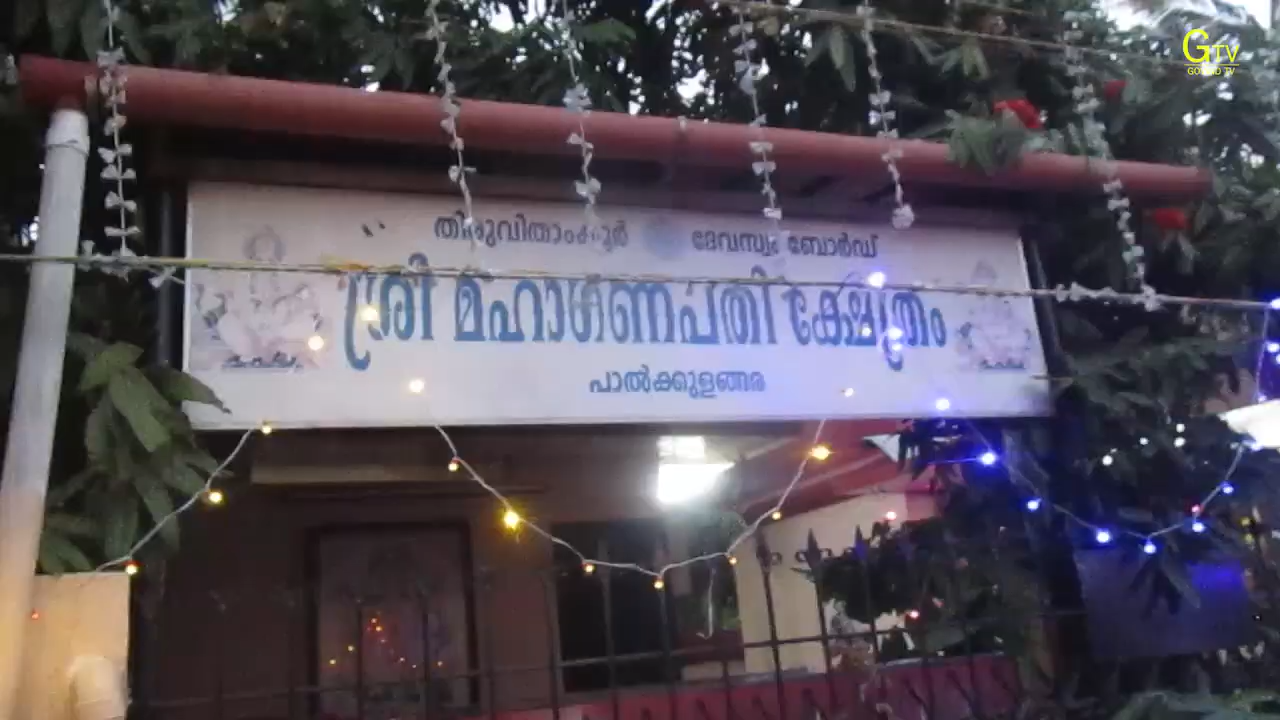 GTV
തിരുവിതാംകൂർ ദേവസ്വം ബോർഡ്
ശ്രീ മഹാഗണപതി ക്ഷേത്രം
പാൽക്കുളങ്ങര